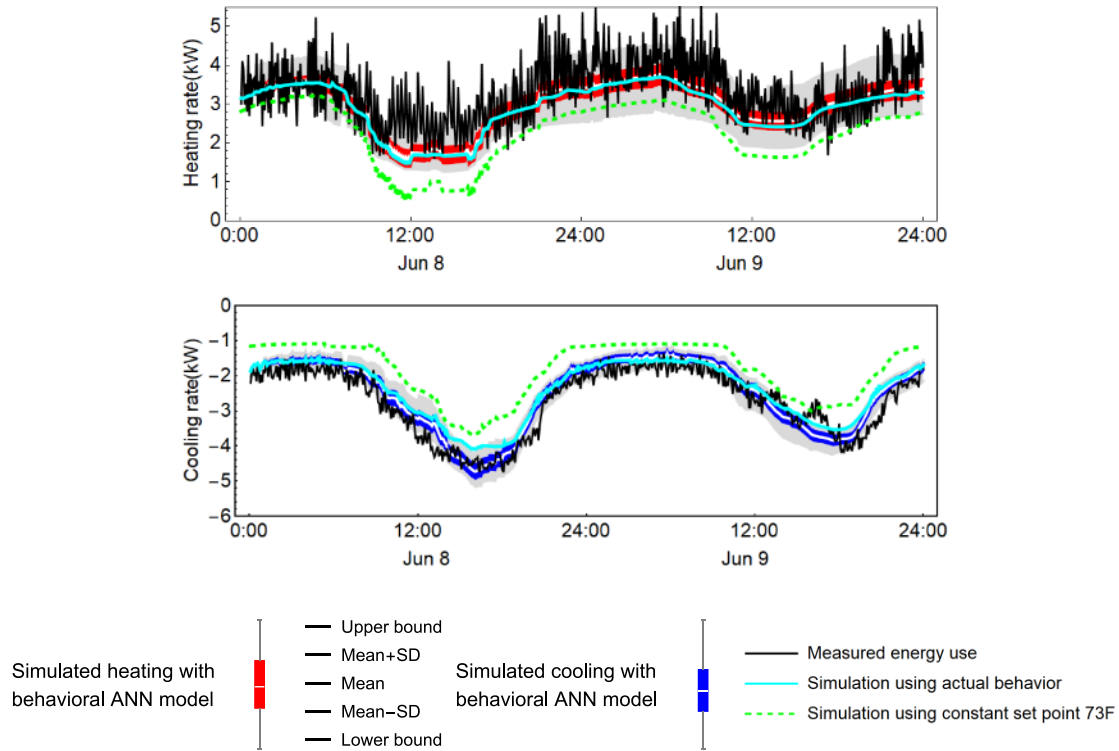 Heating rate(kW)
5
4
3
2
1
0
0:00 12:00 24:00 12:00 24:00
Jun 8 Jun 9
Cooling rate(kW)
0
−1
−2
−3
−4
−5
−6
0:00 12:00 24:00 12:00 24:00
Jun 8 Jun 9
Simulated heating with
behavioral ANN model
Upper bound
Mean+SD
Mean
Mean−SD
Lower bound
Simulated cooling with
behavioral ANN model
Measured energy use
Simulation using actual behavior
Simulation using constant set point 73F